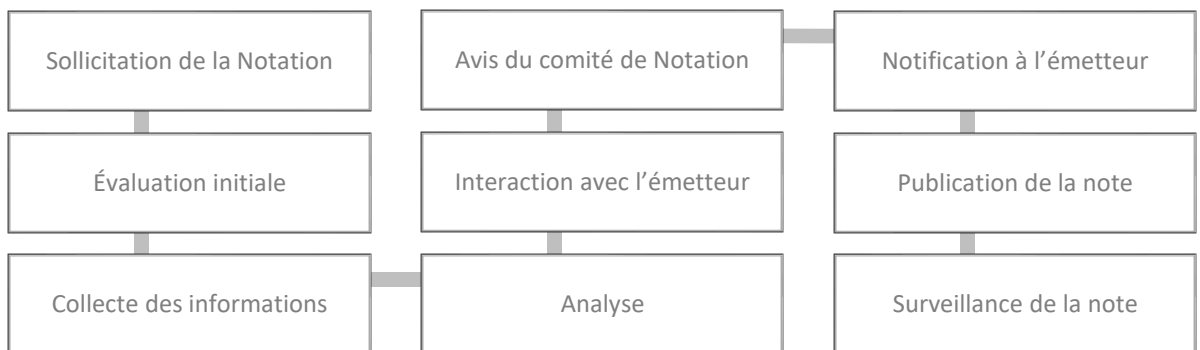 Sollicitation de la Notation
Évaluation initiale
Collecte des informations
Analyse
Interaction avec l’émetteur
Avis du comité de Notation
Notification à l’émetteur
Publication de la note
Surveillance de la note